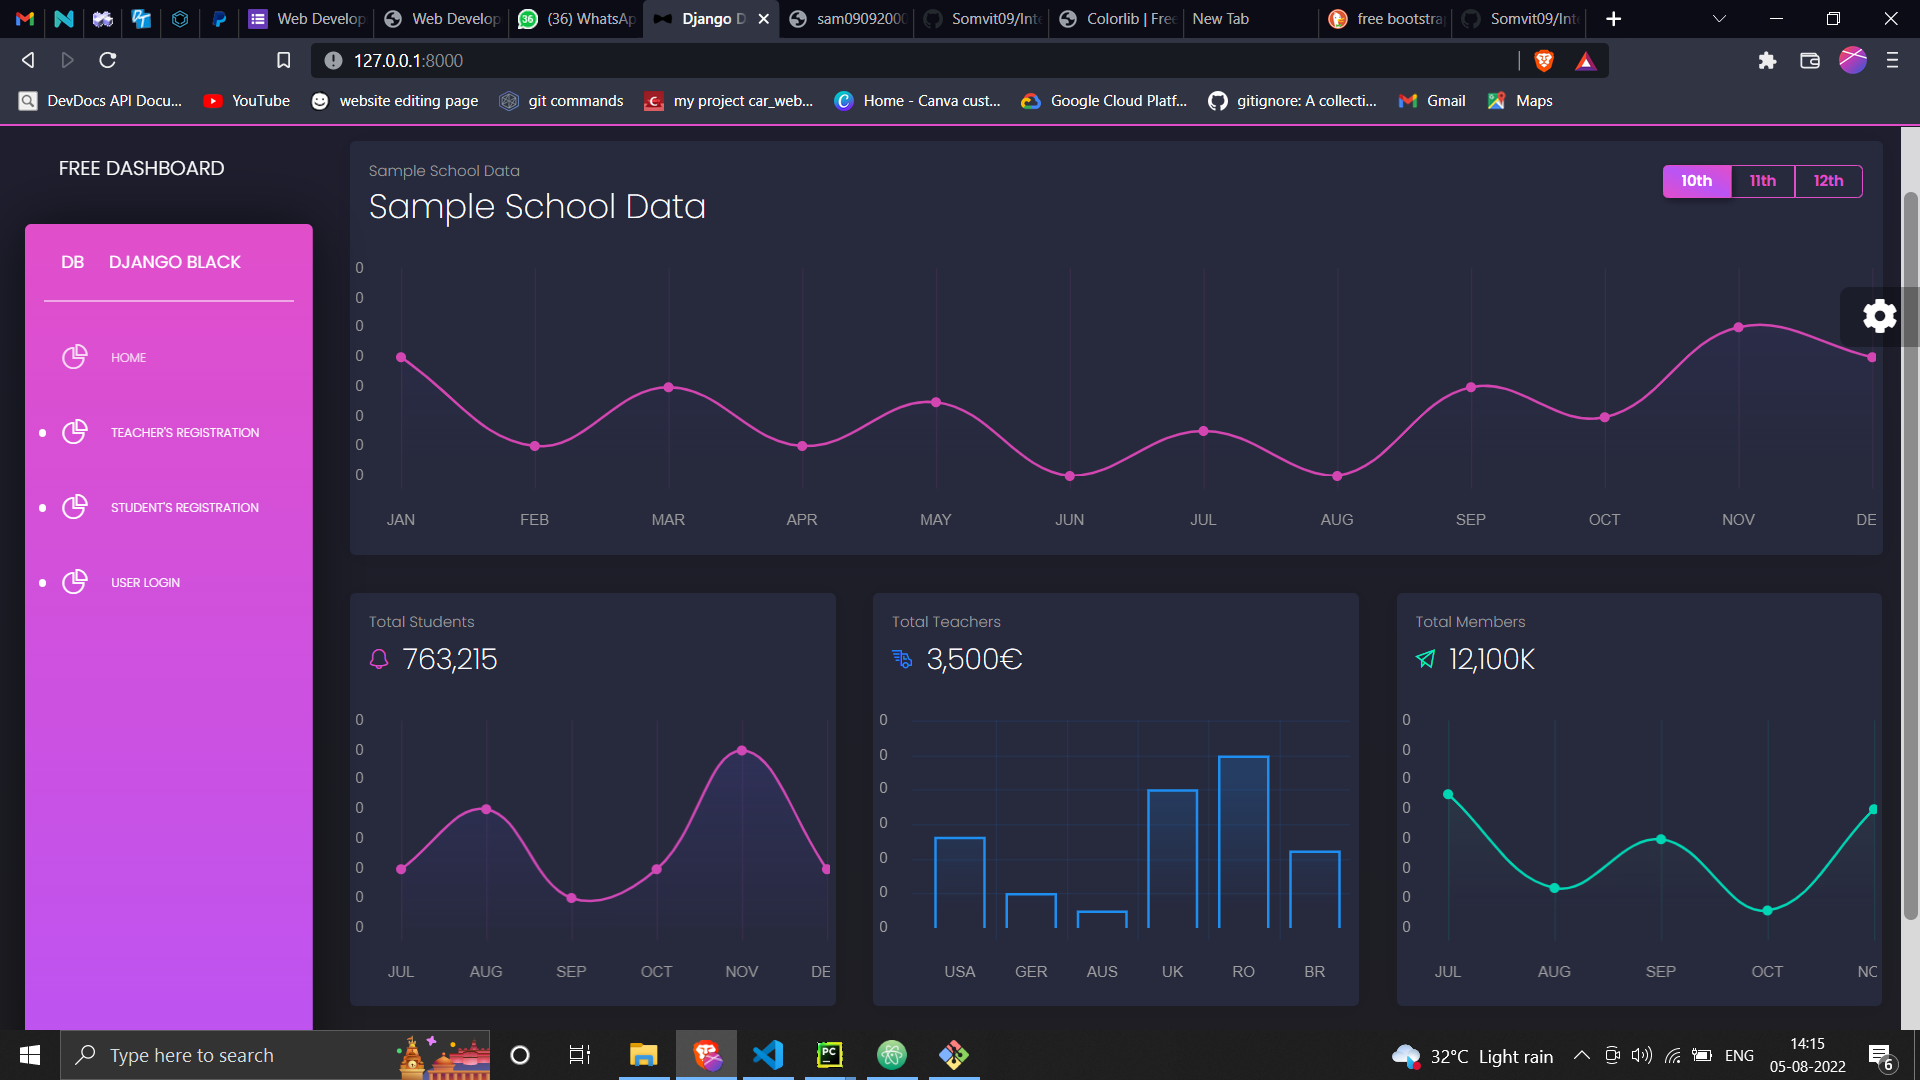 Web Develop
Web Develop
(36) WhatsAp
Django D
sam0909200
Somvit09/Int
Colorlib | Free
New Tab
free bootstra
Somvit09/Int
127.0.0.1:8000
DevDocs API Docu...
YouTube
website editing page
git commands
my project car_web...
Home - Canva cust...
Google Cloud Platf...
gitignore: A collecti...
Gmail
Maps
FREE DASHBOARD
DB DJANGO BLACK
HOME
TEACHER'S REGISTRATION
STUDENT'S REGISTRATION
USER LOGIN
Sample School Data
Sample School Data
10th 11th 12th
0
0
0
0
0
0
0
0
JAN FEB MAR APR MAY JUN JUL AUG SEP OCT NOV DE
Total Students
763,215
0
0
0
0
0
0
0
0
JUL AUG SEP OCT NOV DE
Total Teachers
3,500€
0
0
0
0
0
0
0
USA GER AUS UK RO BR
Total Members
12,100K
0
0
0
0
0
0
0
0
JUL AUG SEP OCT NO
Type here to search
PC
32°C Light rain
ENG
14:15
05-08-2022
6